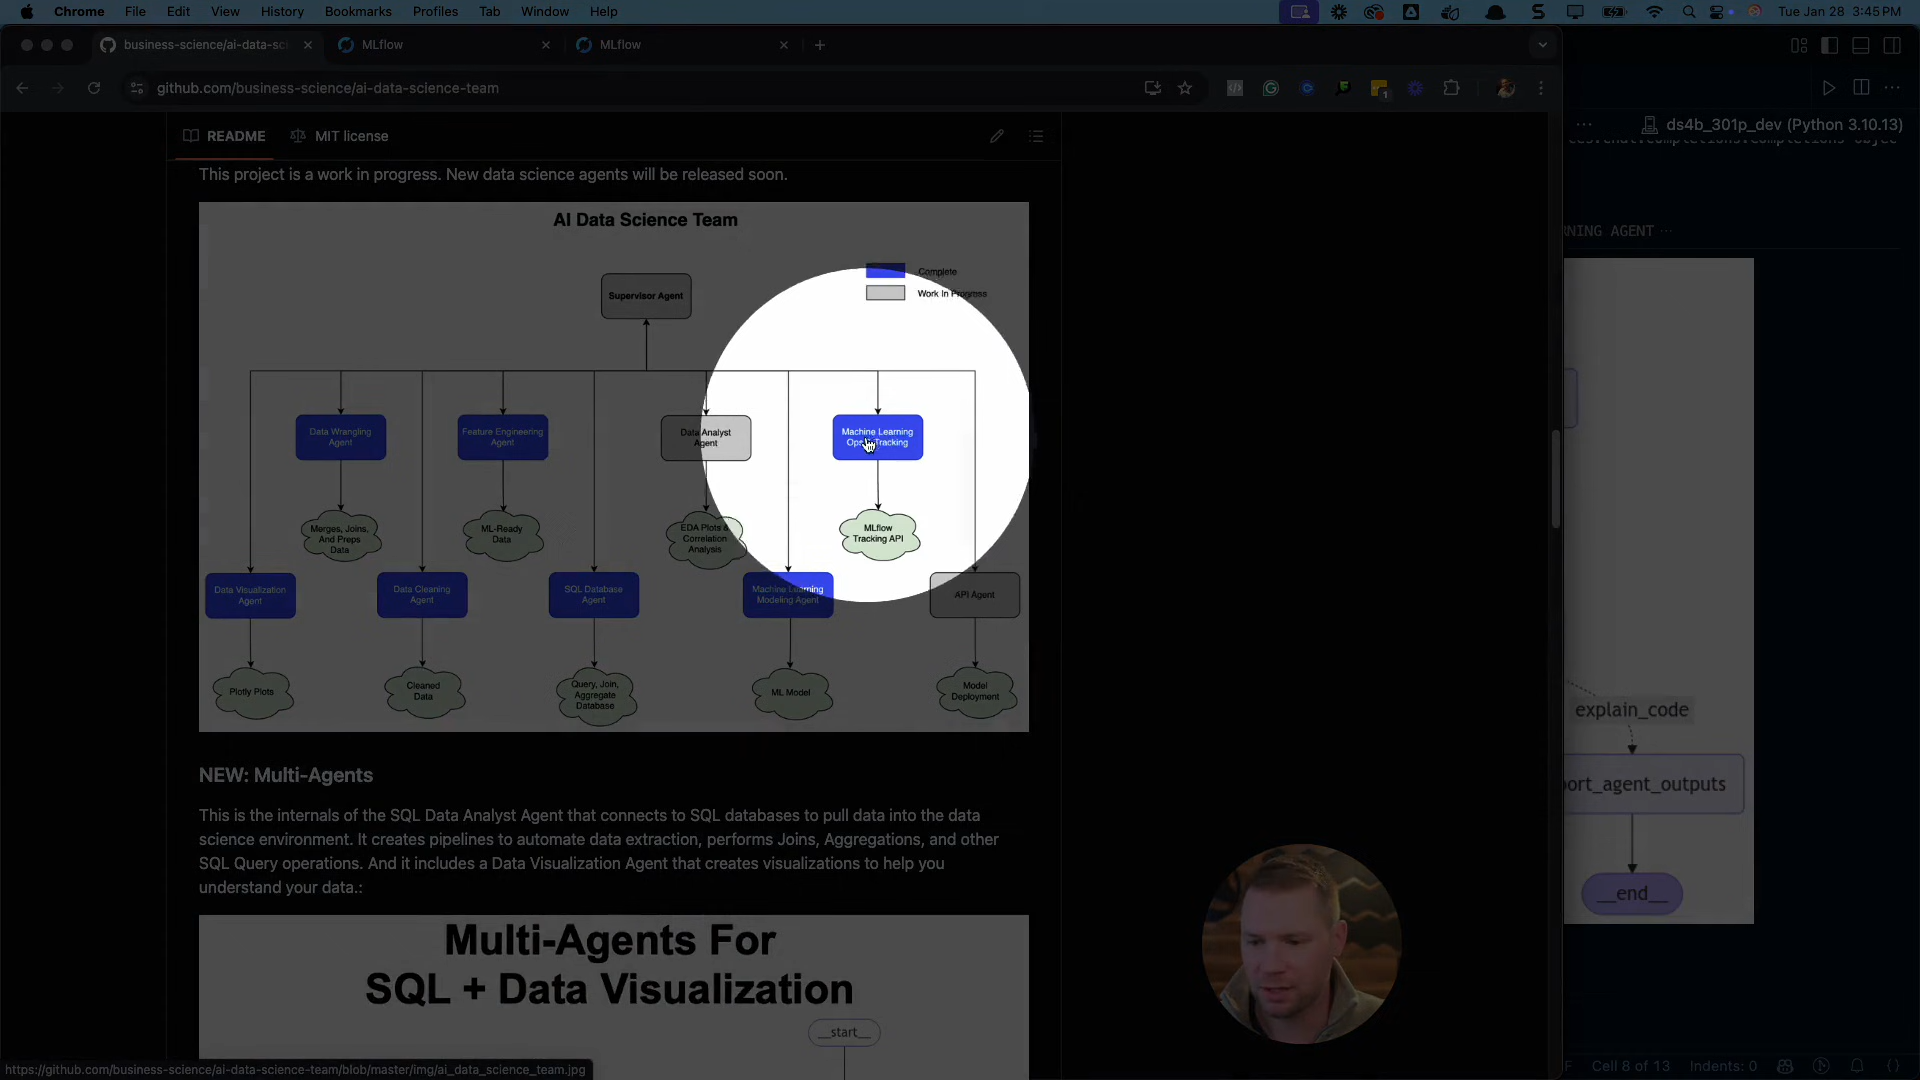 Chrome File Edit View History Bookmarks Profiles Tab Window Help
Tue Jan 28 3:45 PM
business-science/ai-data-sci
MLflow
MLflow
github.com/business-science/ai-data-science-team
1
README
MIT license
This project is a work in progress. New data science agents will be released soon.
AI Data Science Team
Complete
Work In Progress
Supervisor Agent
Data Wrangling
Agent
Feature Engineering
Agent
Data Analyst
Agent
Machine Learning
Ops Tracking
Merges, Joins,
And Preps
Data
ML-Ready
Data
EDA Plots &
Correlation
Analysis
MLflow
Tracking API
Data Visualization
Agent
Data Cleaning
Agent
SQL Database
Agent
Machine Learning
Modeling Agent
API Agent
Plotly Plots
Cleaned
Data
Query, Join,
Aggregate
Database
ML Model
Model
Deployment
NEW: Multi-Agents
This is the internals of the SQL Data Analyst Agent that connects to SQL databases to pull data into the data
science environment. It creates pipelines to automate data extraction, performs Joins, Aggregations, and other
SQL Query operations. And it includes a Data Visualization Agent that creates visualizations to help you
understand your data.:
Multi-Agents For
SQL + Data Visualization
__start__
https://github.com/business-science/ai-data-science-team/blob/master/img/ai_data_science_team.jpg
ds4b_301p_dev (Python 3.10.13)
NING AGENT ...
explain_code
ort_agent_outputs
__end__
Cell 8 of 13 Indents: 0